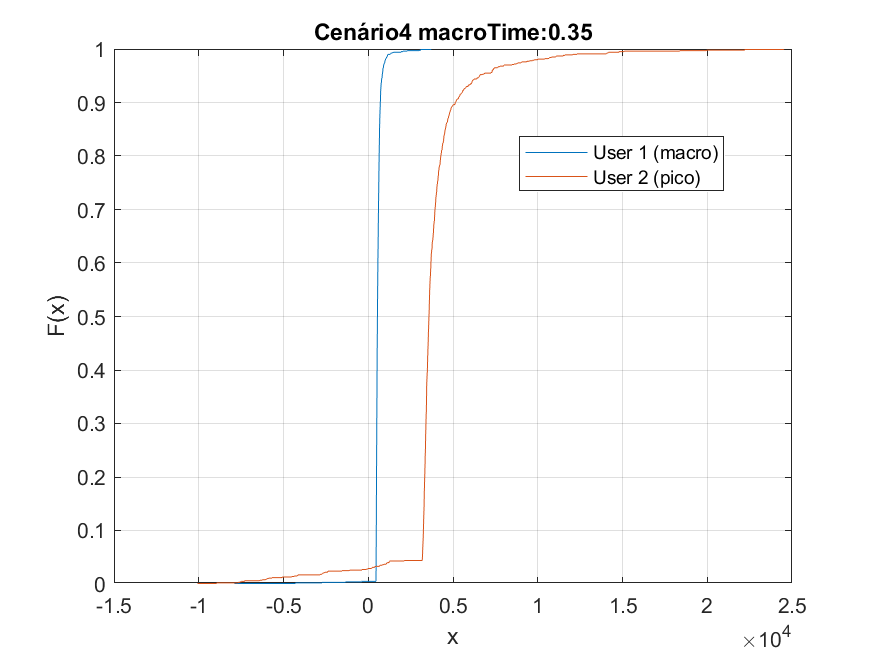 Cenário4 macroTime:0.35
1
0.9
0.8
0.7
0.6
0.5
0.4
0.3
0.2
0.1
0
F(x)
User 1 (macro)
User 2 (pico)
-1.5 -1 -0.5 0 0.5 1 1.5 2 2.5
x
×10⁴